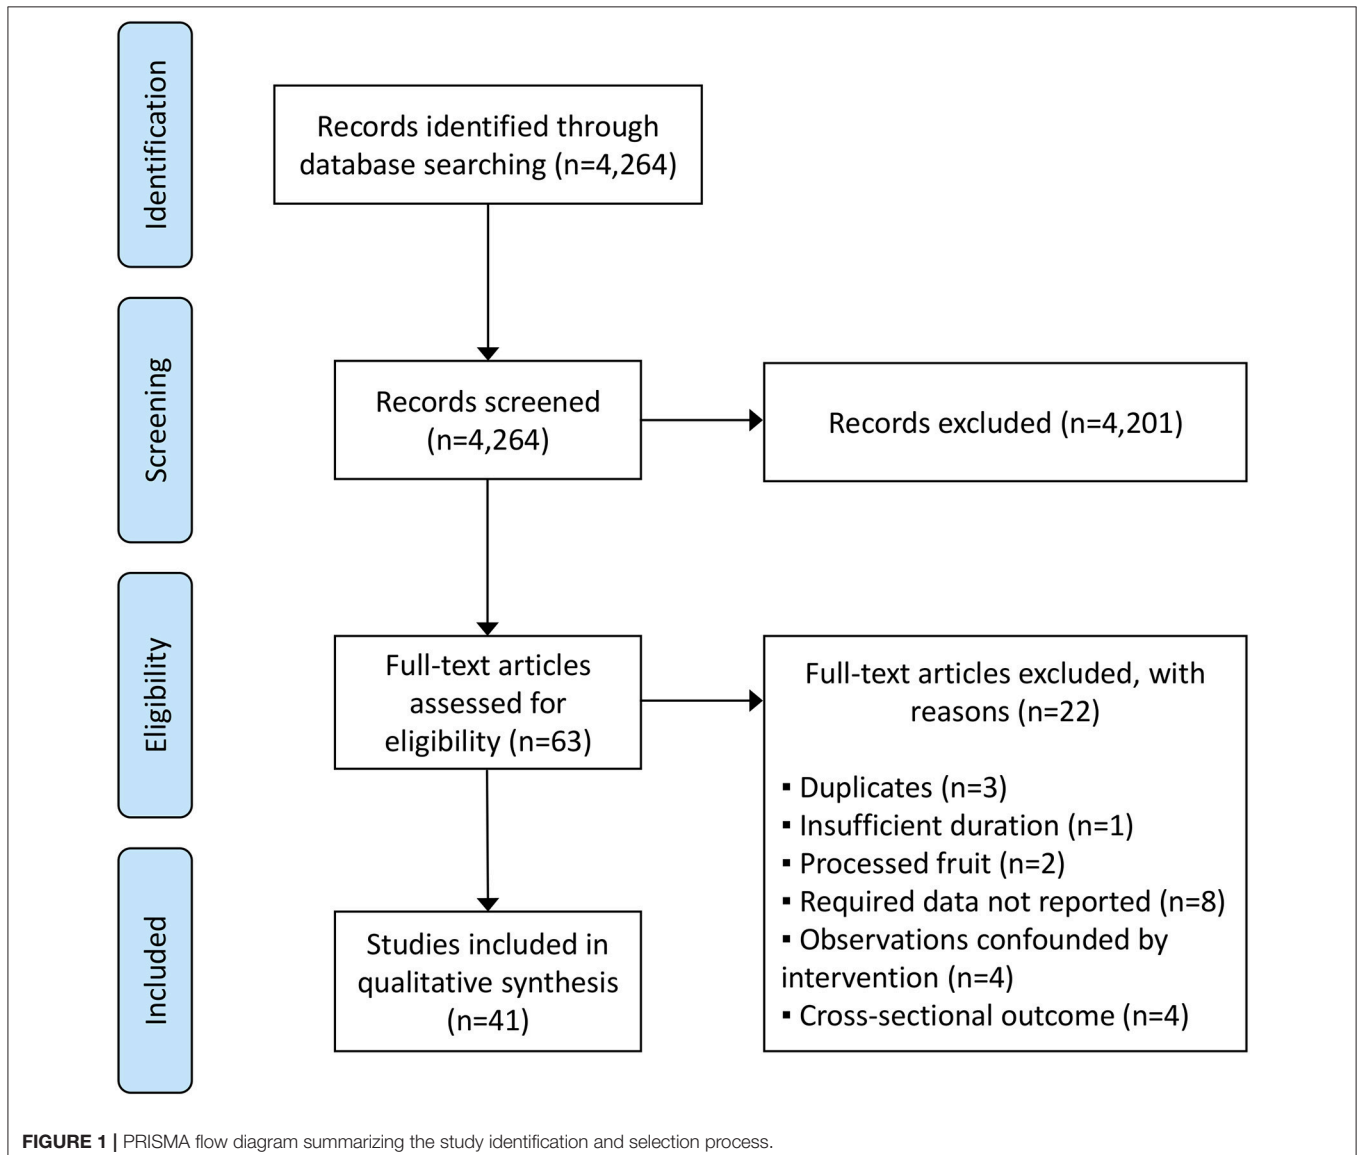 Identification
Records identified through
database searching (n=4,264)
Screening
Records screened
(n=4,264)
Records excluded (n=4,201)
Eligibility
Full-text articles
assessed for
eligibility (n=63)
Full-text articles excluded, with
reasons (n=22)
▪ Duplicates (n=3)
▪ Insufficient duration (n=1)
▪ Processed fruit (n=2)
▪ Required data not reported (n=8)
▪ Observations confounded by
intervention (n=4)
▪ Cross-sectional outcome (n=4)
Included
Studies included in
qualitative synthesis
(n=41)
FIGURE 1 | PRISMA flow diagram summarizing the study identification and selection process.